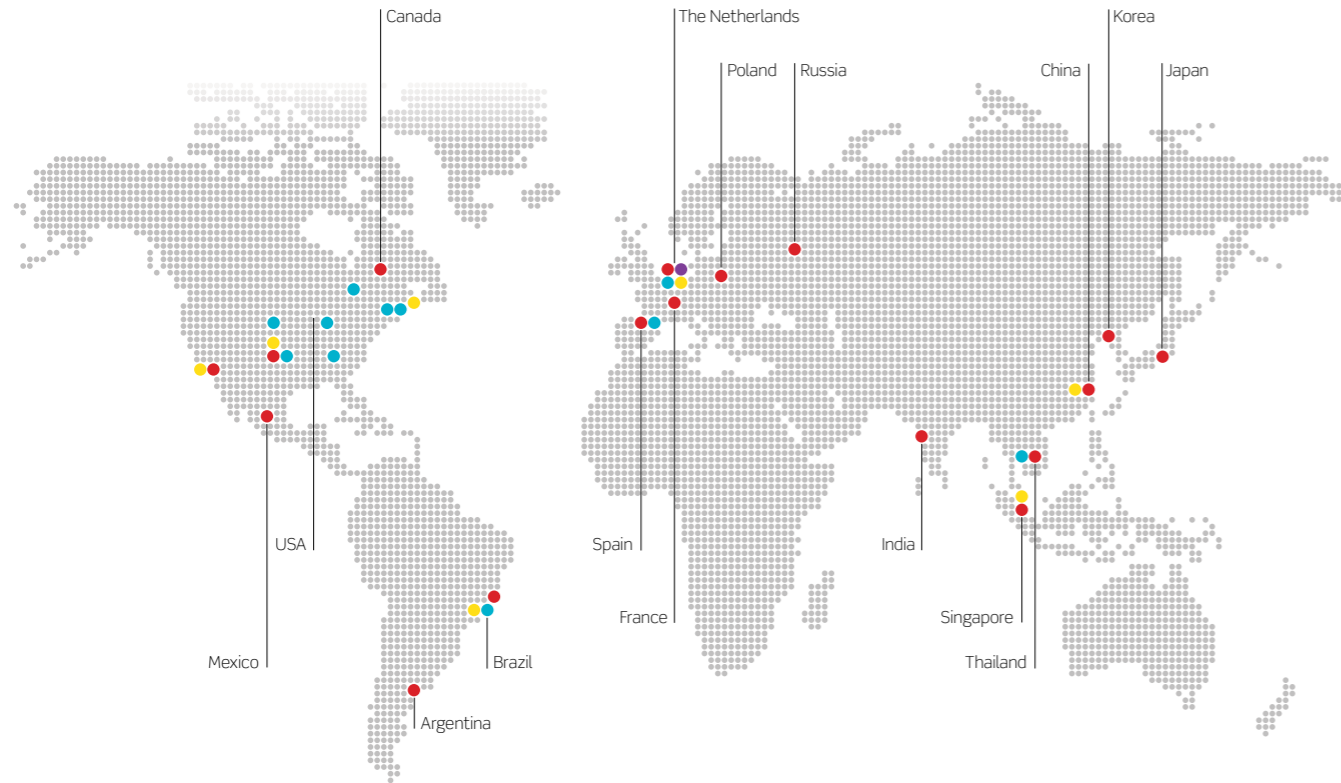 Canada
The Netherlands
Korea
Poland
Russia
China
Japan
USA
Spain
India
France
Singapore
Mexico
Brazil
Thailand
Argentina